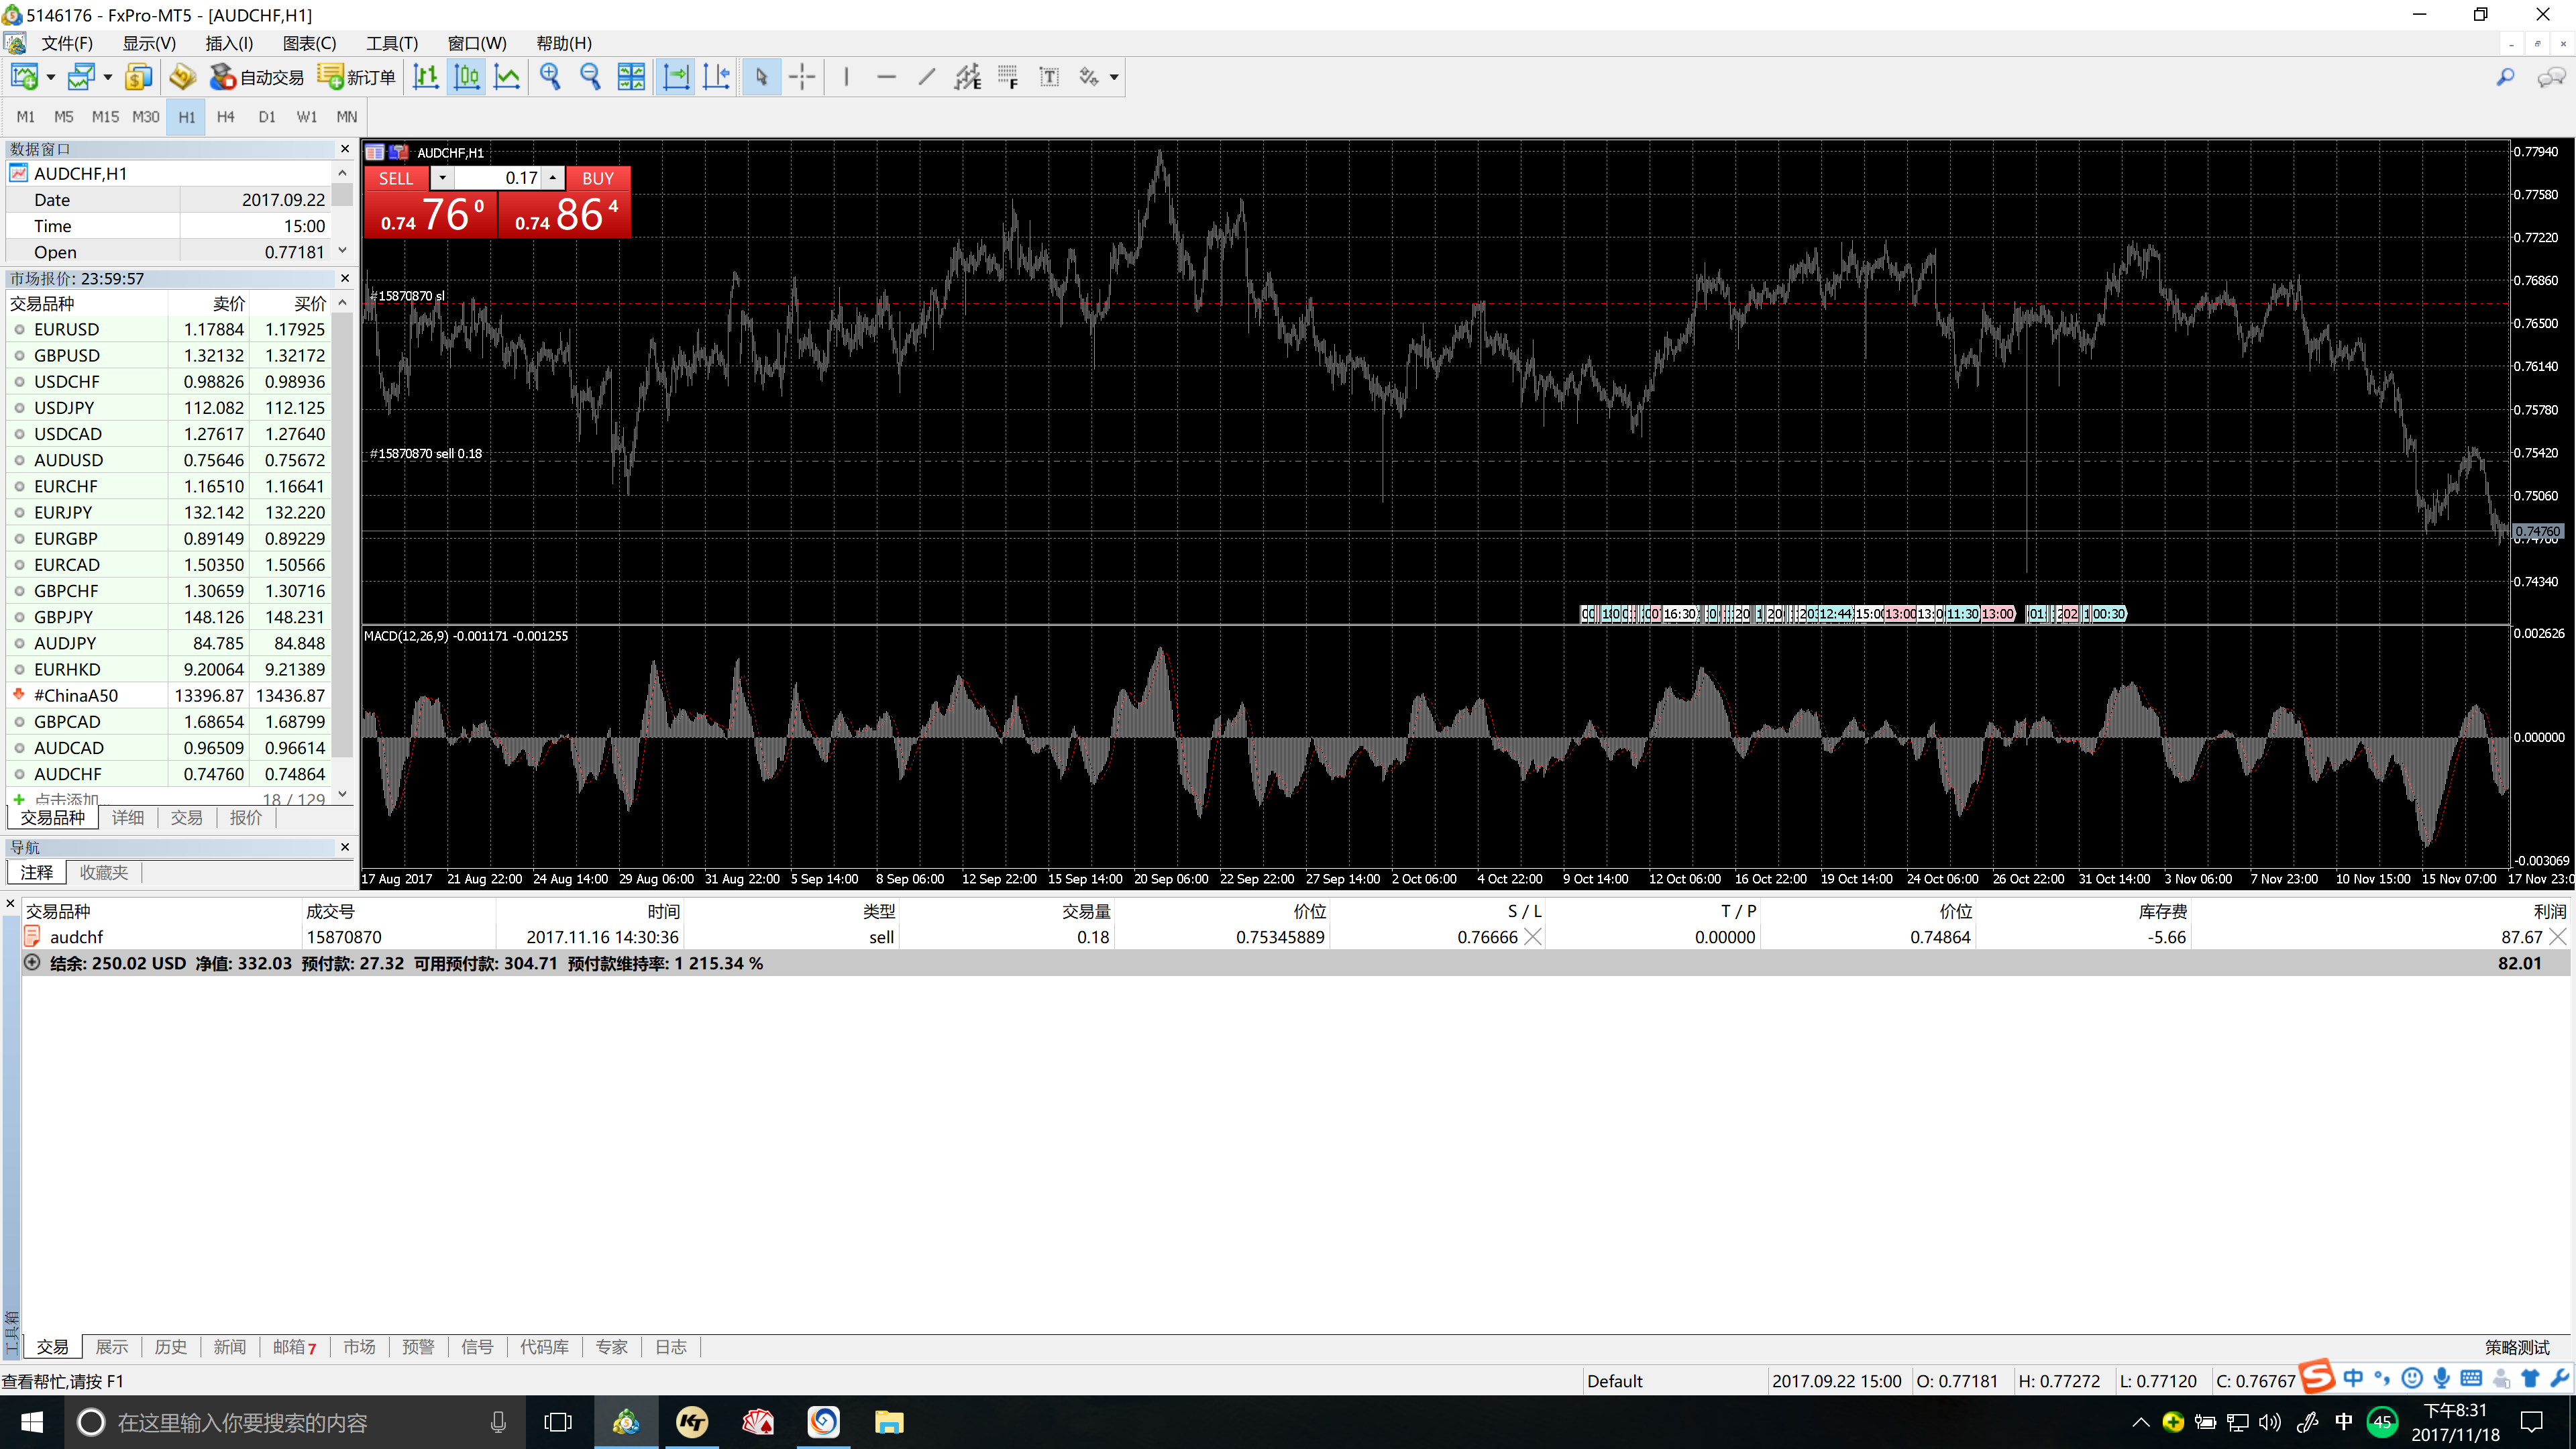 5146176 - FxPro-MT5 - [AUDCHF,H1]
文件(F) 显示(V) 插入(I) 图表(C) 工具(T) 窗口(W) 帮助(H)
自动交易 新订单
M1 M5 M15 M30 H1 H4 D1 W1 MN
数据窗口
AUDCHF,H1
Date 2017.09.22
Time 15:00
Open 0.77181
市场报价: 23:59:57
交易品种 卖价 买价
EURUSD 1.17884 1.17925
GBPUSD 1.32132 1.32172
USDCHF 0.98826 0.98936
USDJPY 112.082 112.125
USDCAD 1.27617 1.27640
AUDUSD 0.75646 0.75672
EURCHF 1.16510 1.16641
EURJPY 132.142 132.220
EURGBP 0.89149 0.89229
EURCAD 1.50350 1.50566
GBPCHF 1.30659 1.30716
GBPJPY 148.126 148.231
AUDJPY 84.785 84.848
EURHKD 9.20064 9.21389
#ChinaA50 13396.87 13436.87
GBPCAD 1.68654 1.68799
AUDCAD 0.96509 0.96614
AUDCHF 0.74760 0.74864
点击添加... 18 / 129
交易品种 详细 交易 报价
导航
注释 收藏夹
AUDCHF,H1
SELL 0.17 BUY
0.74 76 0 0.74 86 4
#15870870 sl
#15870870 sell 0.18
0.77940
0.77580
0.77220
0.76860
0.76500
0.76140
0.75780
0.75420
0.75060
0.74760
0.74700
0.74340
16:30 12:44 15:00 13:00 11:30 13:00 00:30
MACD(12,26,9) -0.001171 -0.001255
0.002626
0.000000
-0.003069
17 Aug 2017 21 Aug 22:00 24 Aug 14:00 29 Aug 06:00 31 Aug 22:00 5 Sep 14:00 8 Sep 06:00 12 Sep 22:00 15 Sep 14:00 20 Sep 06:00 22 Sep 22:00 27 Sep 14:00 2 Oct 06:00 4 Oct 22:00 9 Oct 14:00 12 Oct 06:00 16 Oct 22:00 19 Oct 14:00 24 Oct 06:00 26 Oct 22:00 31 Oct 14:00 3 Nov 06:00 7 Nov 23:00 10 Nov 15:00 15 Nov 07:00 17 Nov 23:0
交易品种 成交号 时间 类型 交易量 价位 S / L T / P 价位 库存费 利润
audchf 15870870 2017.11.16 14:30:36 sell 0.18 0.75345889 0.76666 0.00000 0.74864 -5.66 87.67
结余: 250.02 USD 净值: 332.03 预付款: 27.32 可用预付款: 304.71 预付款维持率: 1 215.34 % 82.01
工具箱
交易 展示 历史 新闻 邮箱 7 市场 预警 信号 代码库 专家 日志 策略测试
查看帮忙,请按 F1 Default 2017.09.22 15:00 O: 0.77181 H: 0.77272 L: 0.77120 C: 0.76767 中
在这里输入你要搜索的内容 中 45 下午8:31
2017/11/18